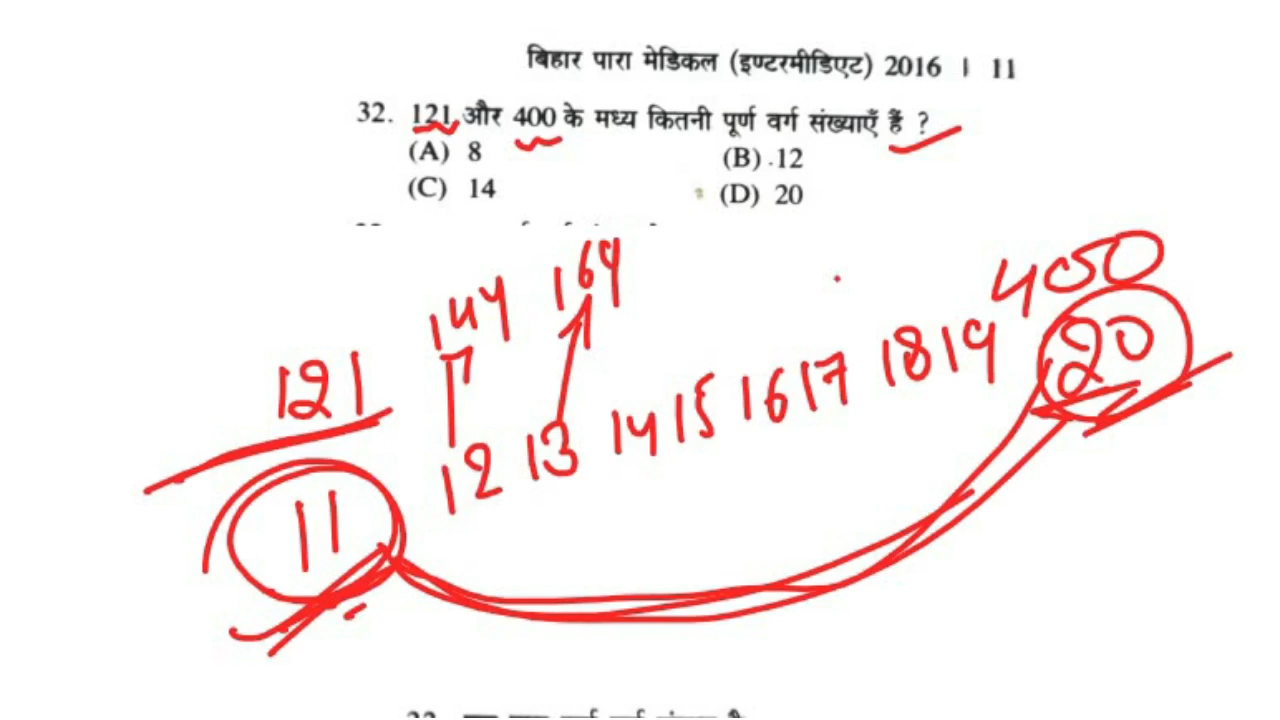 बिहार पारा मेडिकल (इण्टरमीडिएट) 2016 | 11
32. 121 और 400 के मध्य कितनी पूर्ण वर्ग संख्याएँ हैं ?
(A) 8 (B) 12
(C) 14 (D) 20
121 144 169 400
11 12 13 14 15 16 17 18 19 20